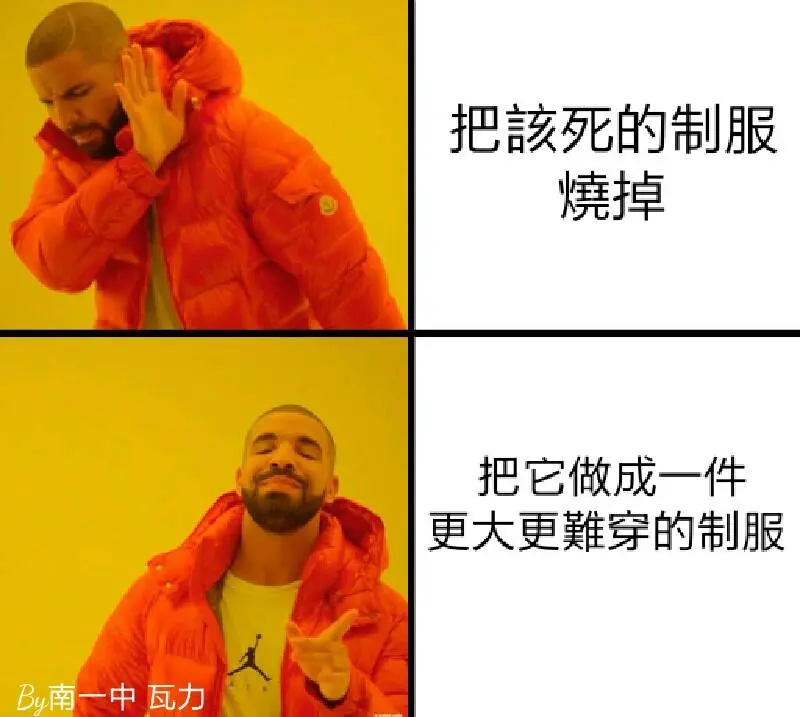 把該死的制服
燒掉
把它做成一件
更大更難穿的制服
By南一中 瓦力